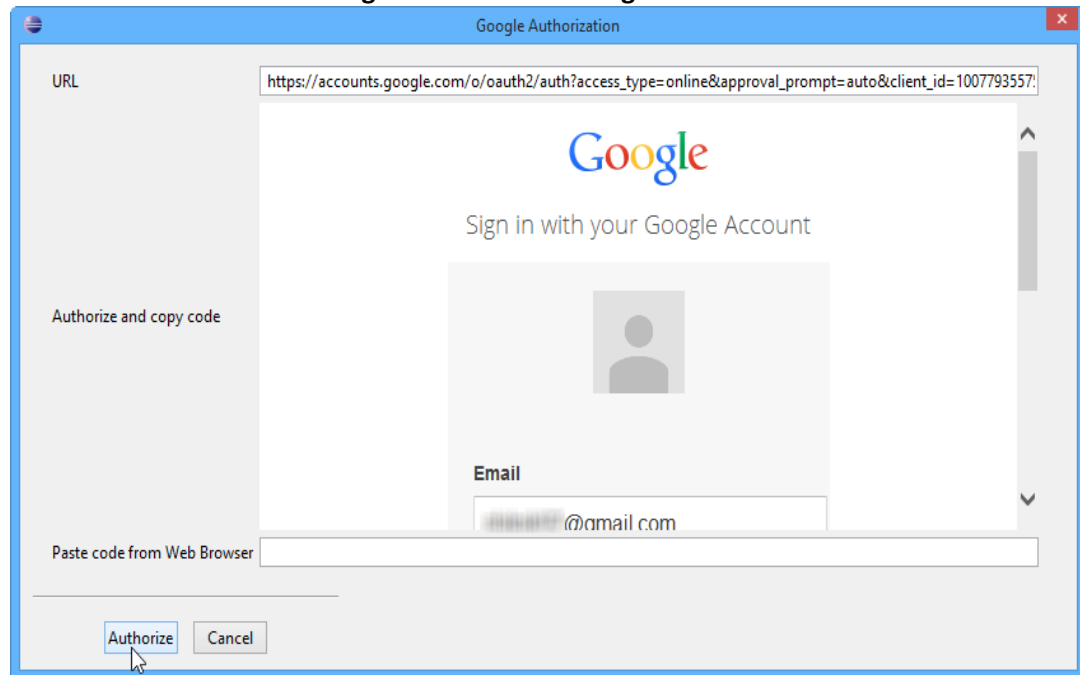 Google Authorization
URL
https://accounts.google.com/o/oauth2/auth?access_type=online&approval_prompt=auto&client_id=1007793557
Google
Sign in with your Google Account
Authorize and copy code
Email
@gmail.com
Paste code from Web Browser
Authorize Cancel